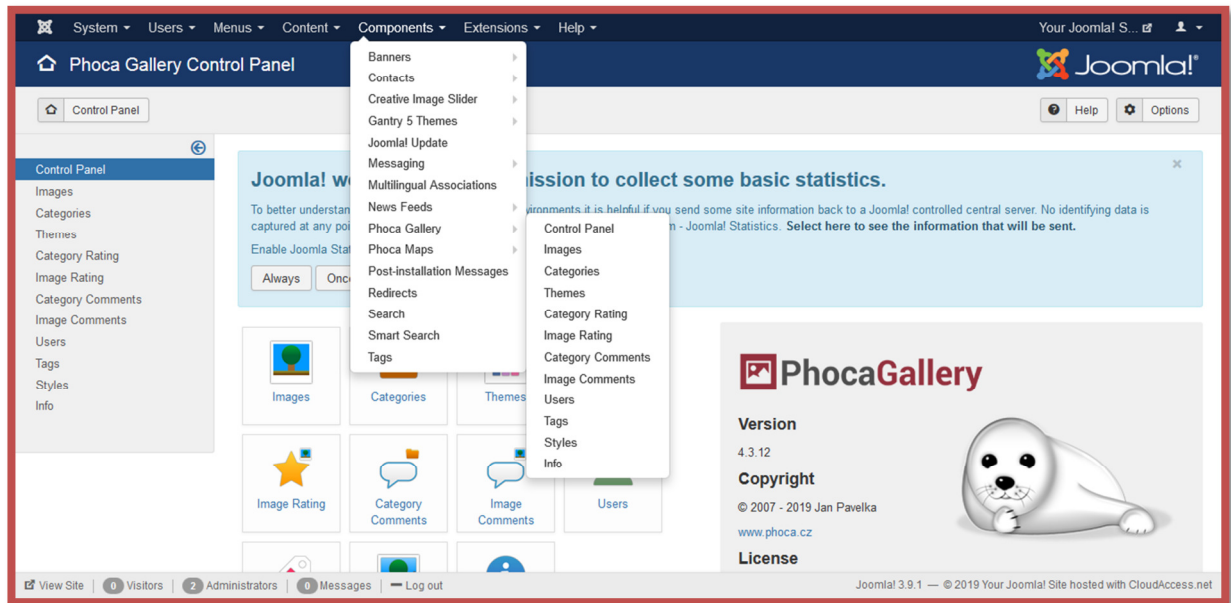 System Users Menus Content Components Extensions Help Your Joomla! S...
Phoca Gallery Control Panel Joomla!®
Control Panel Help Options
Control Panel
Images
Categories
Themes
Category Rating
Image Rating
Category Comments
Image Comments
Users
Tags
Styles
Info
Banners
Contacts
Creative Image Slider
Gantry 5 Themes
Joomla! Update
Messaging
Multilingual Associations
News Feeds
Phoca Gallery
Phoca Maps
Post-installation Messages
Redirects
Search
Smart Search
Tags
Control Panel
Images
Categories
Themes
Category Rating
Image Rating
Category Comments
Image Comments
Users
Tags
Styles
Info
Joomla! to collect some basic statistics.
To better it is helpful if you send some site information back to a Joomla! controlled central server. No identifying data is
captured at any - Joomla! Statistics. Select here to see the information that will be sent.
Enable Joomla
Always
Images Categories Themes
Image Rating Category Comments Image Comments Users
PhocaGallery
Version
4.3.12
Copyright
© 2007 - 2019 Jan Pavelka
www.phoca.cz
License
View Site 0 Visitors 2 Administrators 0 Messages Log out Joomla! 3.9.1 — © 2019 Your Joomla! Site hosted with CloudAccess.net